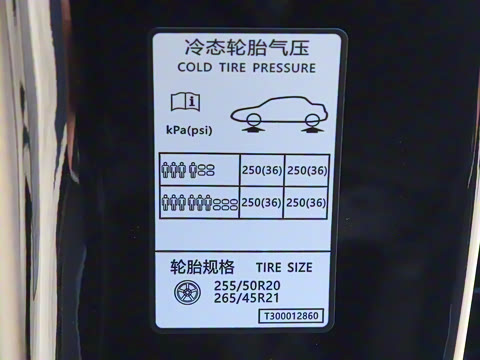 冷态轮胎气压
COLD TIRE PRESSURE
kPa(psi)
250(36) 250(36)
250(36) 250(36)
轮胎规格 TIRE SIZE
255/50R20
265/45R21
T300012860